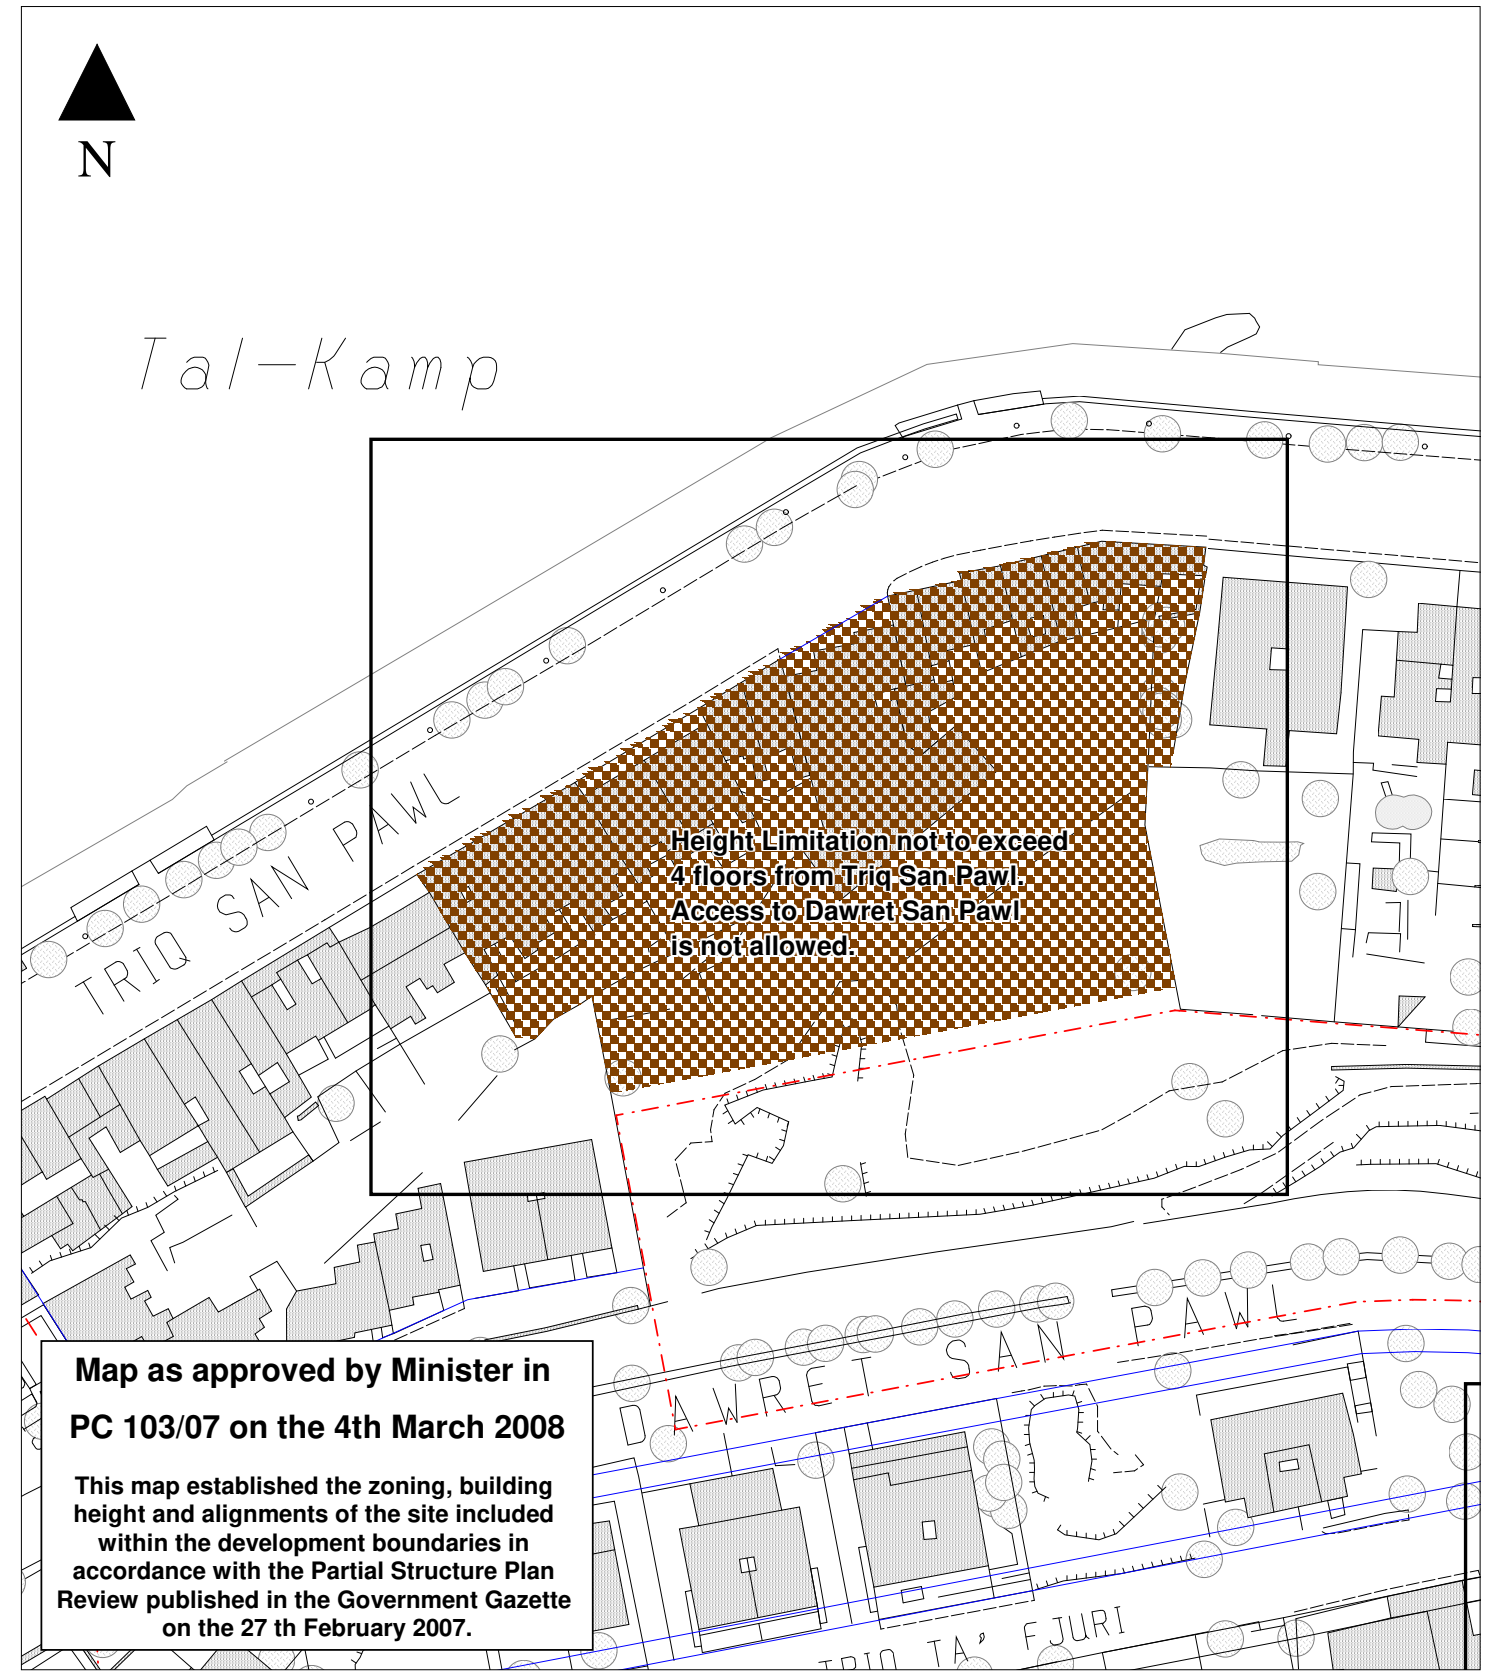 N
Tal-Kamp
TRIQ SAN PAWL
Height Limitation not to exceed
4 floors from Triq San Pawl.
Access to Dawret San Pawl
is not allowed.
DAWRET SAN PAWL
Map as approved by Minister in
PC 103/07 on the 4th March 2008
This map established the zoning, building
height and alignments of the site included
within the development boundaries in
accordance with the Partial Structure Plan
Review published in the Government Gazette
on the 27 th February 2007.
TRIQ TA' FJURI